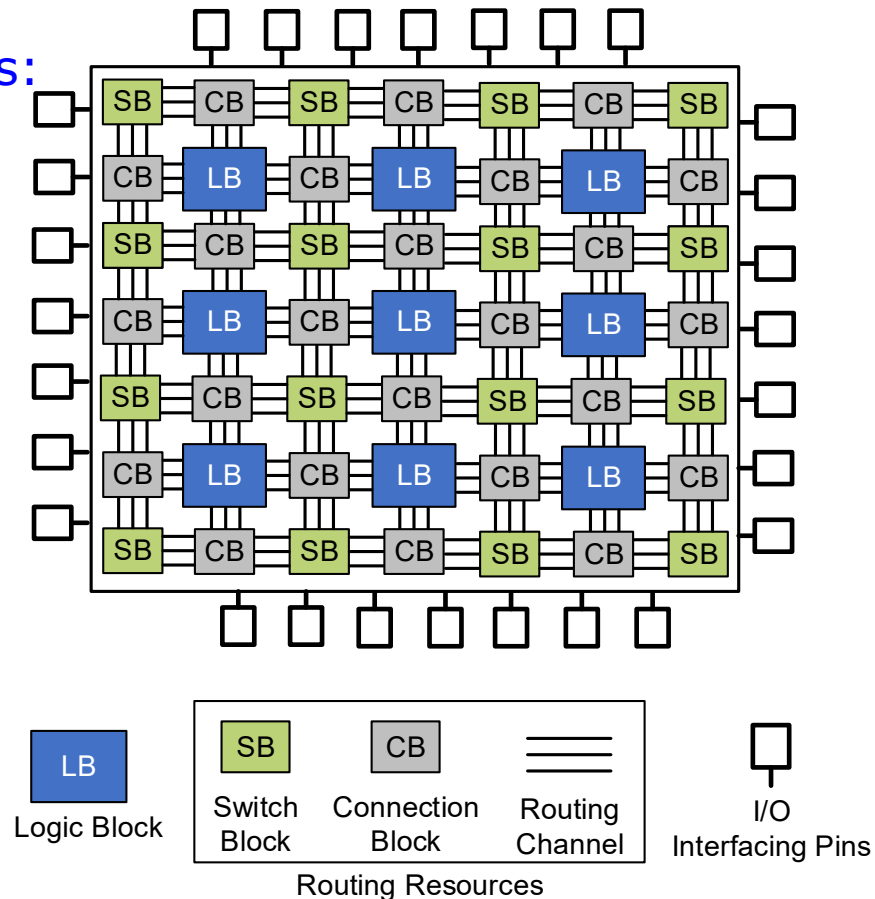 s:
SB CB SB CB SB CB SB
CB LB CB LB CB LB CB
SB CB SB CB SB CB SB
CB LB CB LB CB LB CB
SB CB SB CB SB CB SB
CB LB CB LB CB LB CB
SB CB SB CB SB CB SB
LB
Logic Block
SB
Switch
Block
CB
Connection
Block
Routing
Channel
I/O
Interfacing Pins
Routing Resources